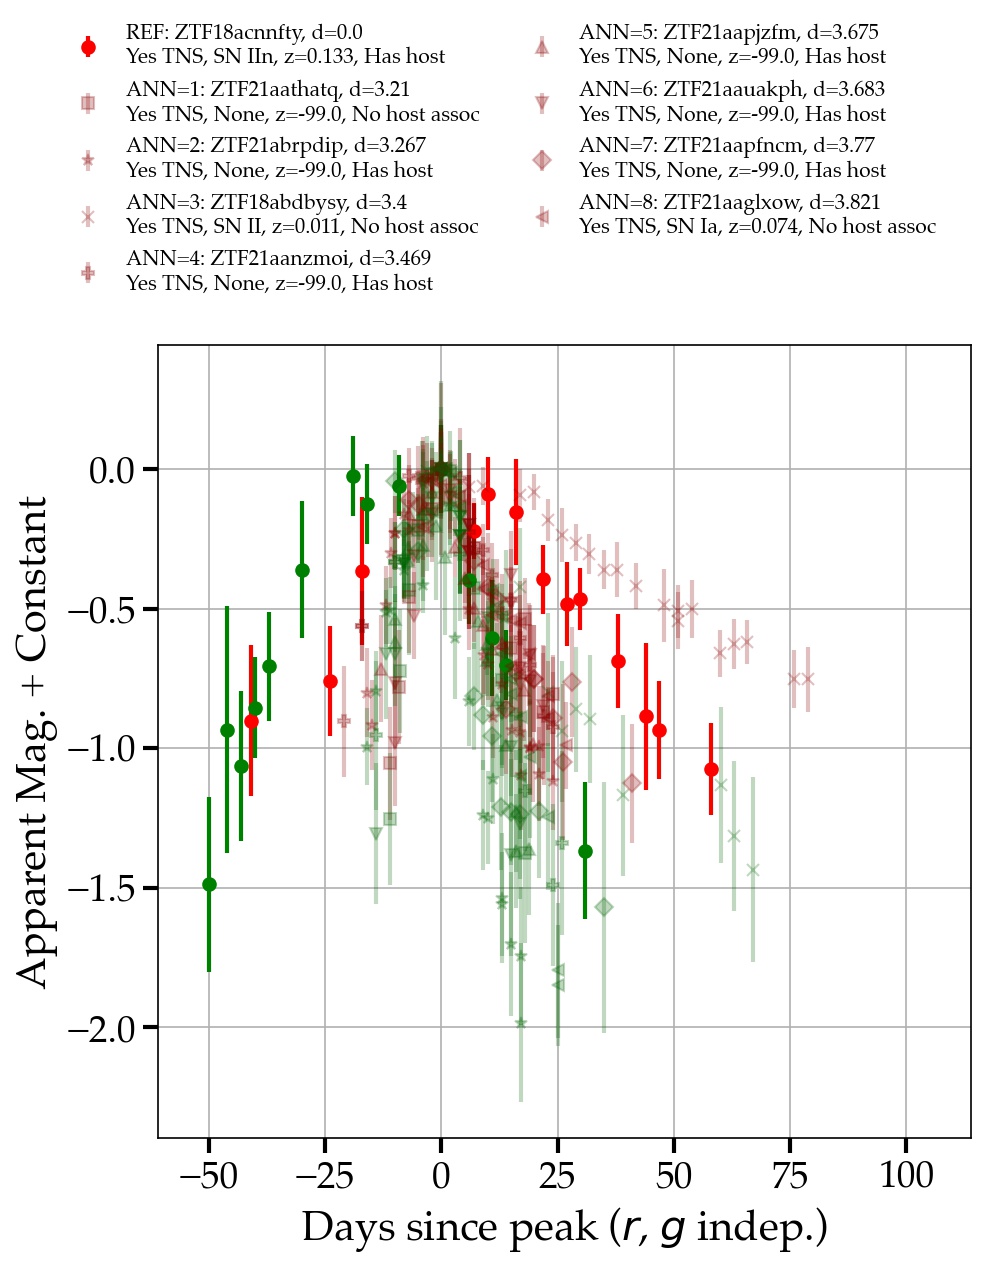 REF: ZTF18acnnfty, d=0.0
Yes TNS, SN IIn, z=0.133, Has host
ANN=1: ZTF21aathatq, d=3.21
Yes TNS, None, z=-99.0, No host assoc
ANN=2: ZTF21abrpdip, d=3.267
Yes TNS, None, z=-99.0, Has host
ANN=3: ZTF18abdbysy, d=3.4
Yes TNS, SN II, z=0.011, No host assoc
ANN=4: ZTF21aanzmoi, d=3.469
Yes TNS, None, z=-99.0, Has host
ANN=5: ZTF21aapjzfm, d=3.675
Yes TNS, None, z=-99.0, Has host
ANN=6: ZTF21aauakph, d=3.683
Yes TNS, None, z=-99.0, Has host
ANN=7: ZTF21aapfncm, d=3.77
Yes TNS, None, z=-99.0, Has host
ANN=8: ZTF21aaglxow, d=3.821
Yes TNS, SN Ia, z=0.074, No host assoc
Apparent Mag. + Constant
0.0
−0.5
−1.0
−1.5
−2.0
−50 −25 0 25 50 75 100
Days since peak (r, g indep.)